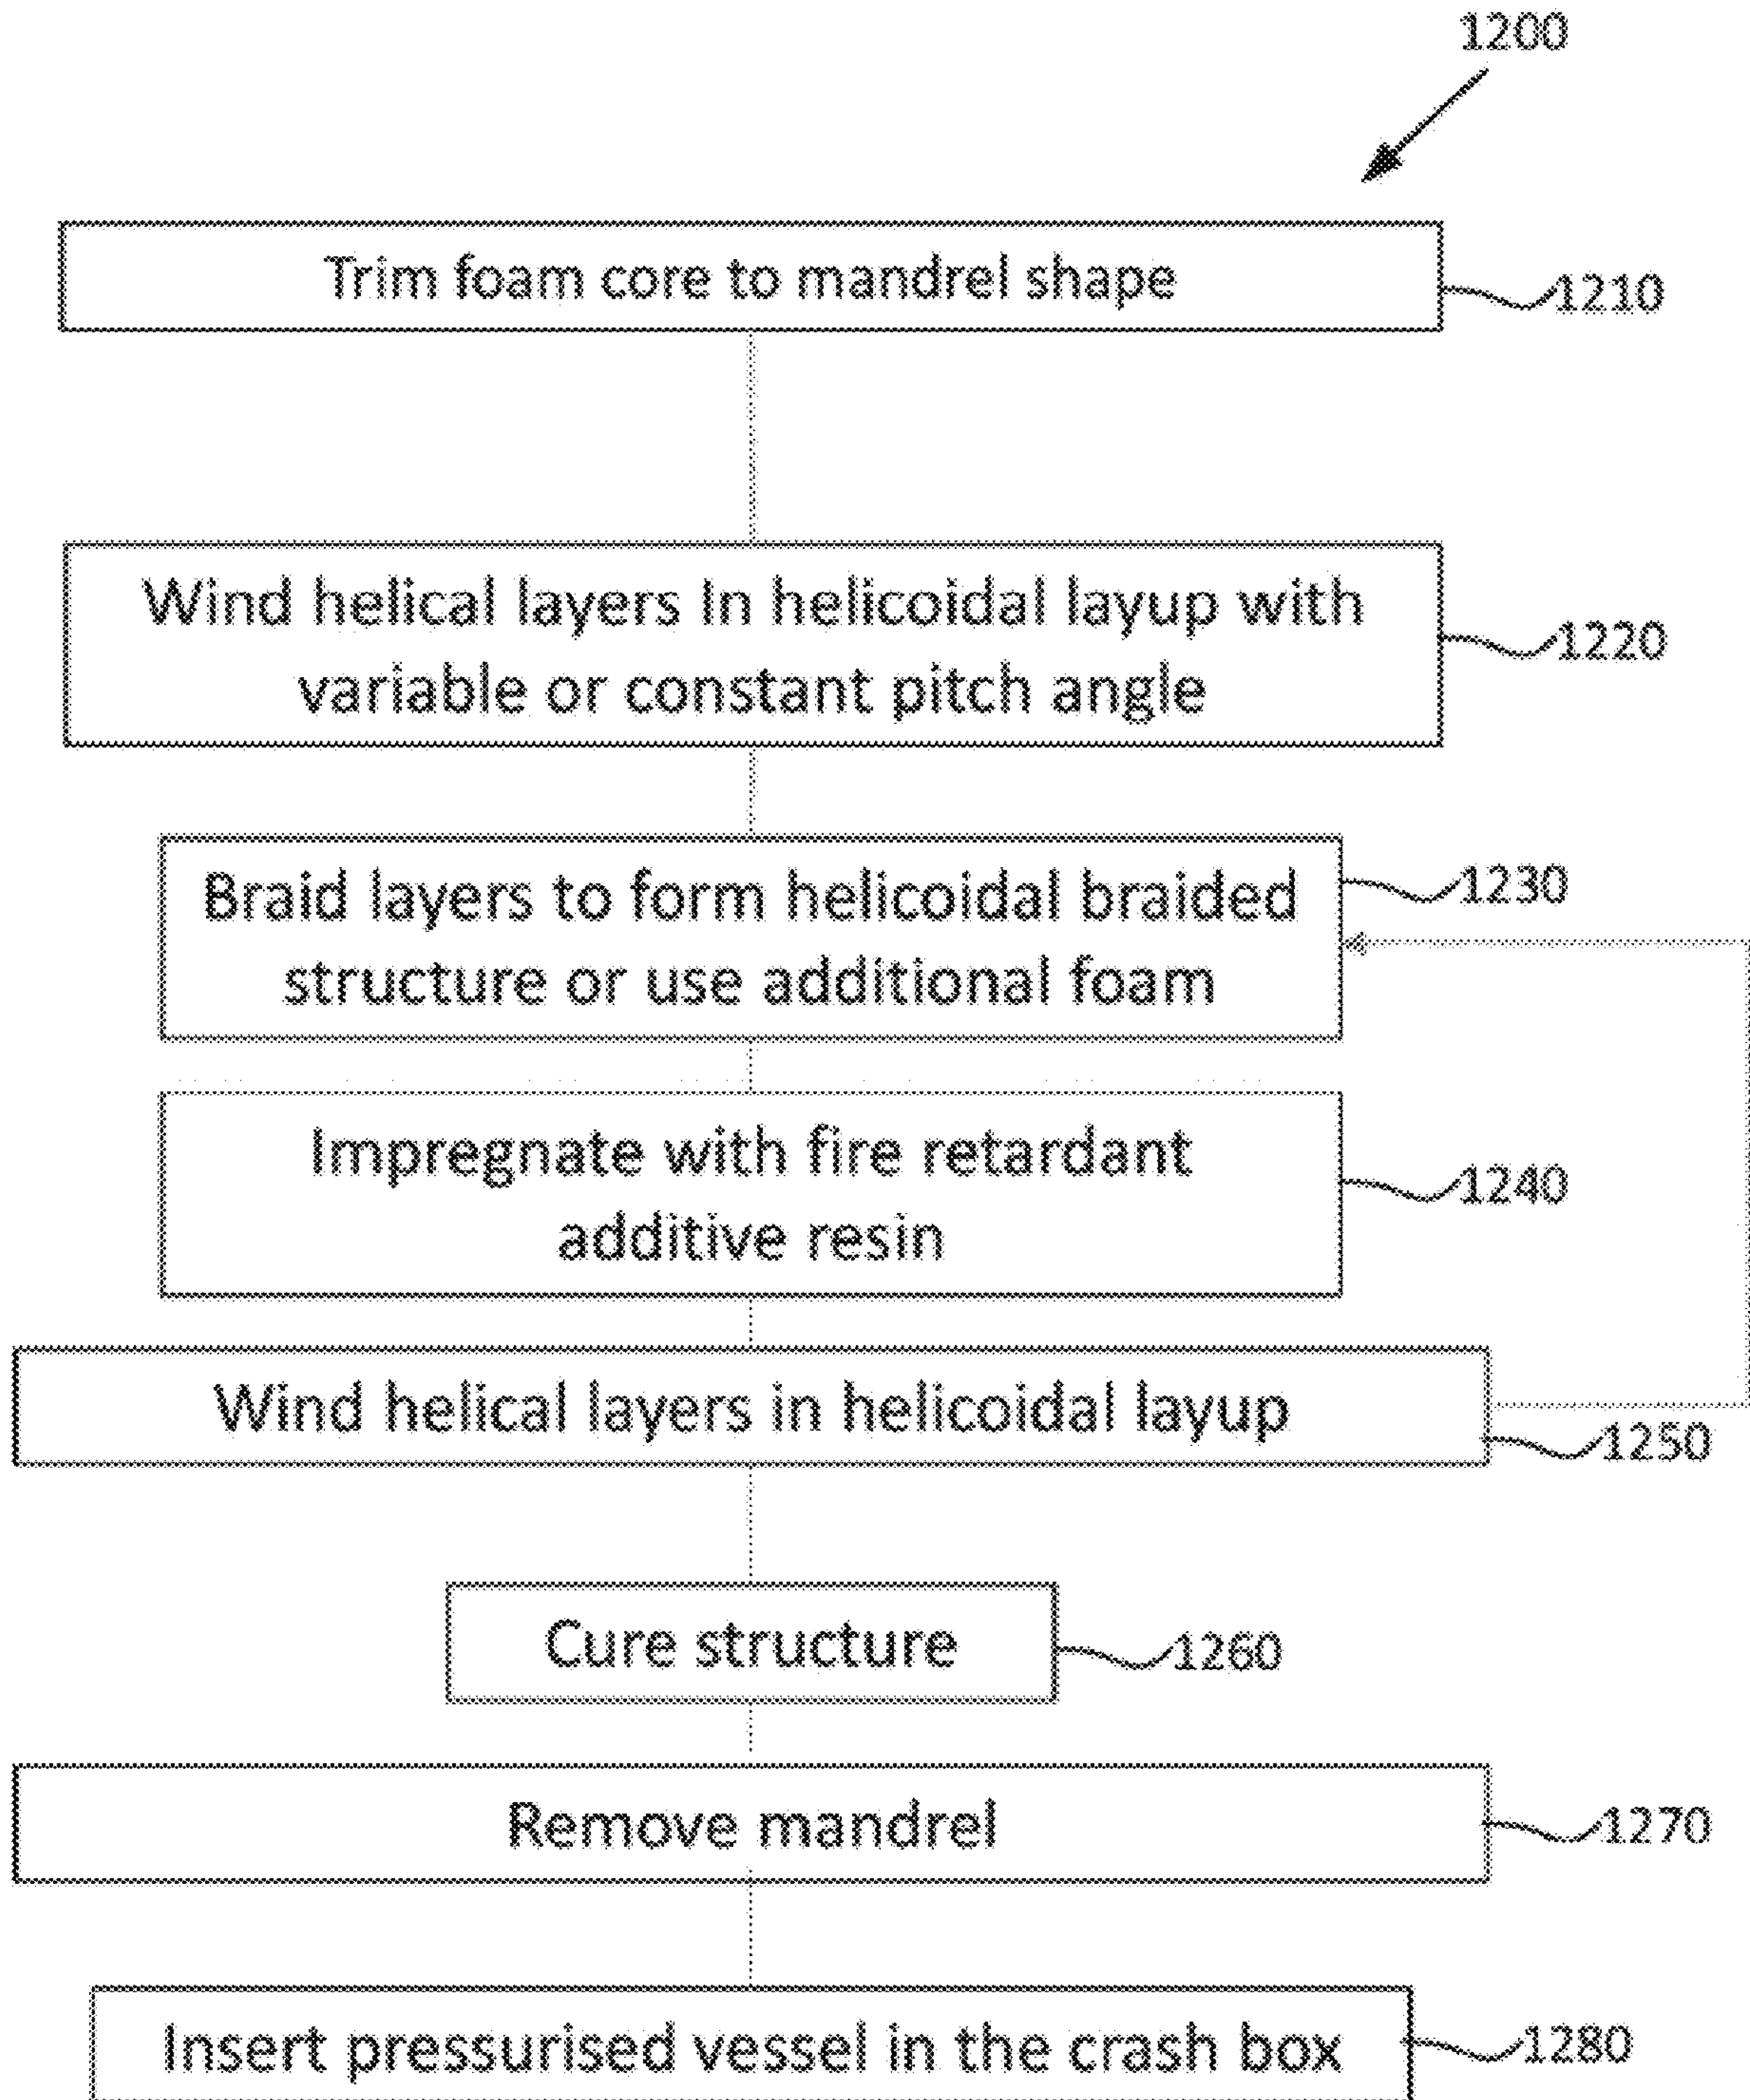 1200
Trim foam core to mandrel shape
1210
Wind helical layers In helicoidal layup with
variable or constant pitch angle
1220
Braid layers to form helicoidal braided
structure or use additional foam
1230
Impregnate with fire retardant
additive resin
1240
Wind helical layers in helicoidal layup
1250
Cure structure
1260
Remove mandrel
1270
Insert pressurised vessel in the crash box
1280